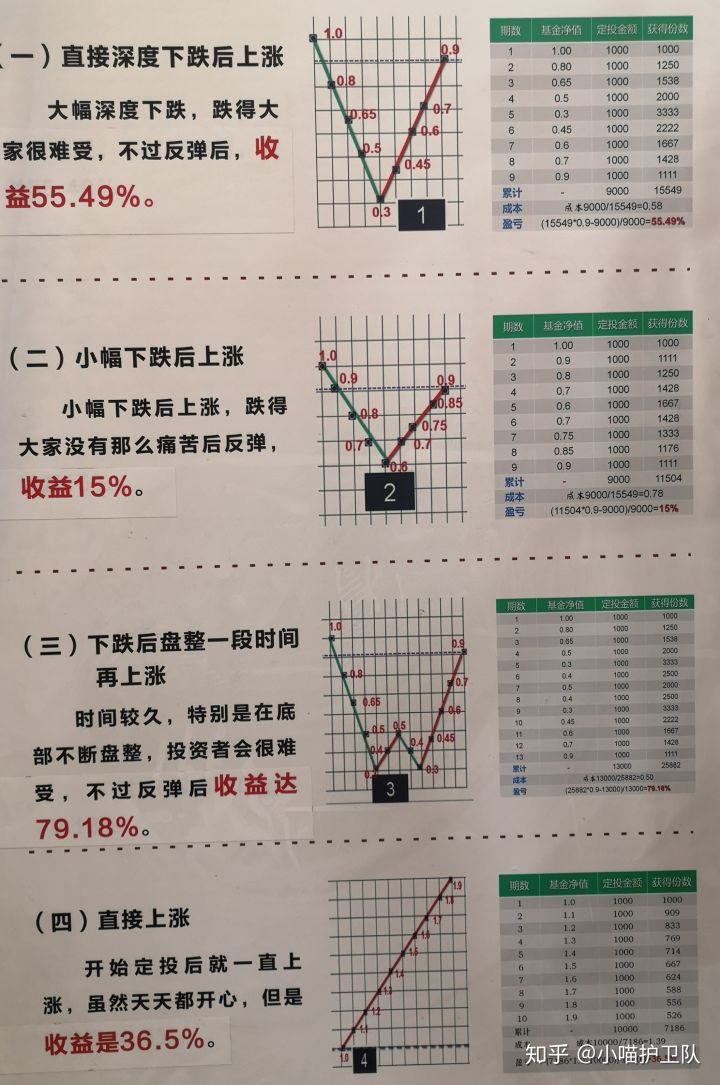 （一）直接深度下跌后上涨
大幅深度下跌，跌得大
家很难受，不过反弹后，收
益55.49%。
1.0
0.8
0.65
0.5
0.3
0.45
0.6
0.7
0.9
1
期数 基金净值 定投金额 获得份数
1 1.00 1000 1000
2 0.80 1000 1250
3 0.65 1000 1538
4 0.5 1000 2000
5 0.3 1000 3333
6 0.45 1000 2222
7 0.6 1000 1667
8 0.7 1000 1428
9 0.9 1000 1111
累计 - 9000 15549
成本 成本9000/15549=0.58
盈亏 (15549*0.9-9000)/9000=55.49%
（二）小幅下跌后上涨
小幅下跌后上涨，跌得
大家没有那么痛苦后反弹，
收益15%。
1.0
0.9
0.8
0.7
0.6
0.7
0.75
0.85
0.9
2
期数 基金净值 定投金额 获得份数
1 1.00 1000 1000
2 0.9 1000 1111
3 0.8 1000 1250
4 0.7 1000 1428
5 0.6 1000 1667
6 0.7 1000 1428
7 0.75 1000 1333
8 0.85 1000 1176
9 0.9 1000 1111
累计 - 9000 11504
成本 成本9000/15549=0.78
盈亏 (11504*0.9-9000)/9000=15%
（三）下跌后盘整一段时间
再上涨
时间较久，特别是在底
部不断盘整，投资者会很难
受，不过反弹后收益达
79.18%。
1.0
0.8
0.65
0.5
0.4
0.5
0.4
0.3
0.45
0.6
0.7
0.9
3
期数 基金净值 定投金额 获得份数
1 1.00 1000 1000
2 0.80 1000 1250
3 0.65 1000 1538
4 0.5 1000 2000
5 0.3 1000 3333
6 0.4 1000 2500
7 0.5 1000 2000
8 0.4 1000 2500
9 0.3 1000 3333
10 0.45 1000 2222
11 0.6 1000 1667
12 0.7 1000 1428
13 0.9 1000 1111
累计 - 13000 25882
成本 成本13000/25882=0.50
盈亏 (25882*0.9-13000)/13000=79.18%
（四）直接上涨
开始定投后就一直上
涨，虽然天天都开心，但是
收益是36.5%。
1.0
1.1
1.2
1.3
1.4
1.5
1.6
1.7
1.8
1.9
4
期数 基金净值 定投金额 获得份数
1 1.0 1000 1000
2 1.1 1000 909
3 1.2 1000 833
4 1.3 1000 769
5 1.4 1000 714
6 1.5 1000 667
7 1.6 1000 624
8 1.7 1000 588
9 1.8 1000 556
10 1.9 1000 526
累计 - 10000 7186
成本 成本10000/7186=1.39
盈亏
知乎 @小喵护卫队